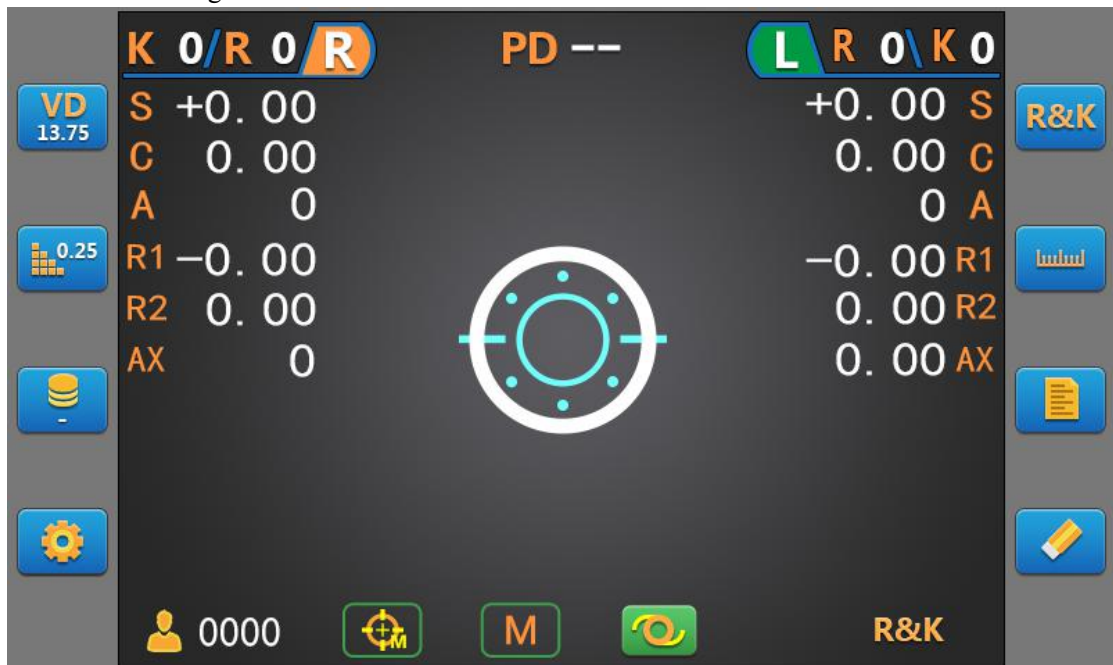 K 0/R 0 R PD -- L R 0\K 0
VD
13.75
S +0.00 +0.00 S
R&K
C 0.00 0.00 C
A 0 0 A
0.25
R1 -0.00 -0.00 R1
R2 0.00 0.00 R2
AX 0 0.00 AX
-
0000 M M R&K